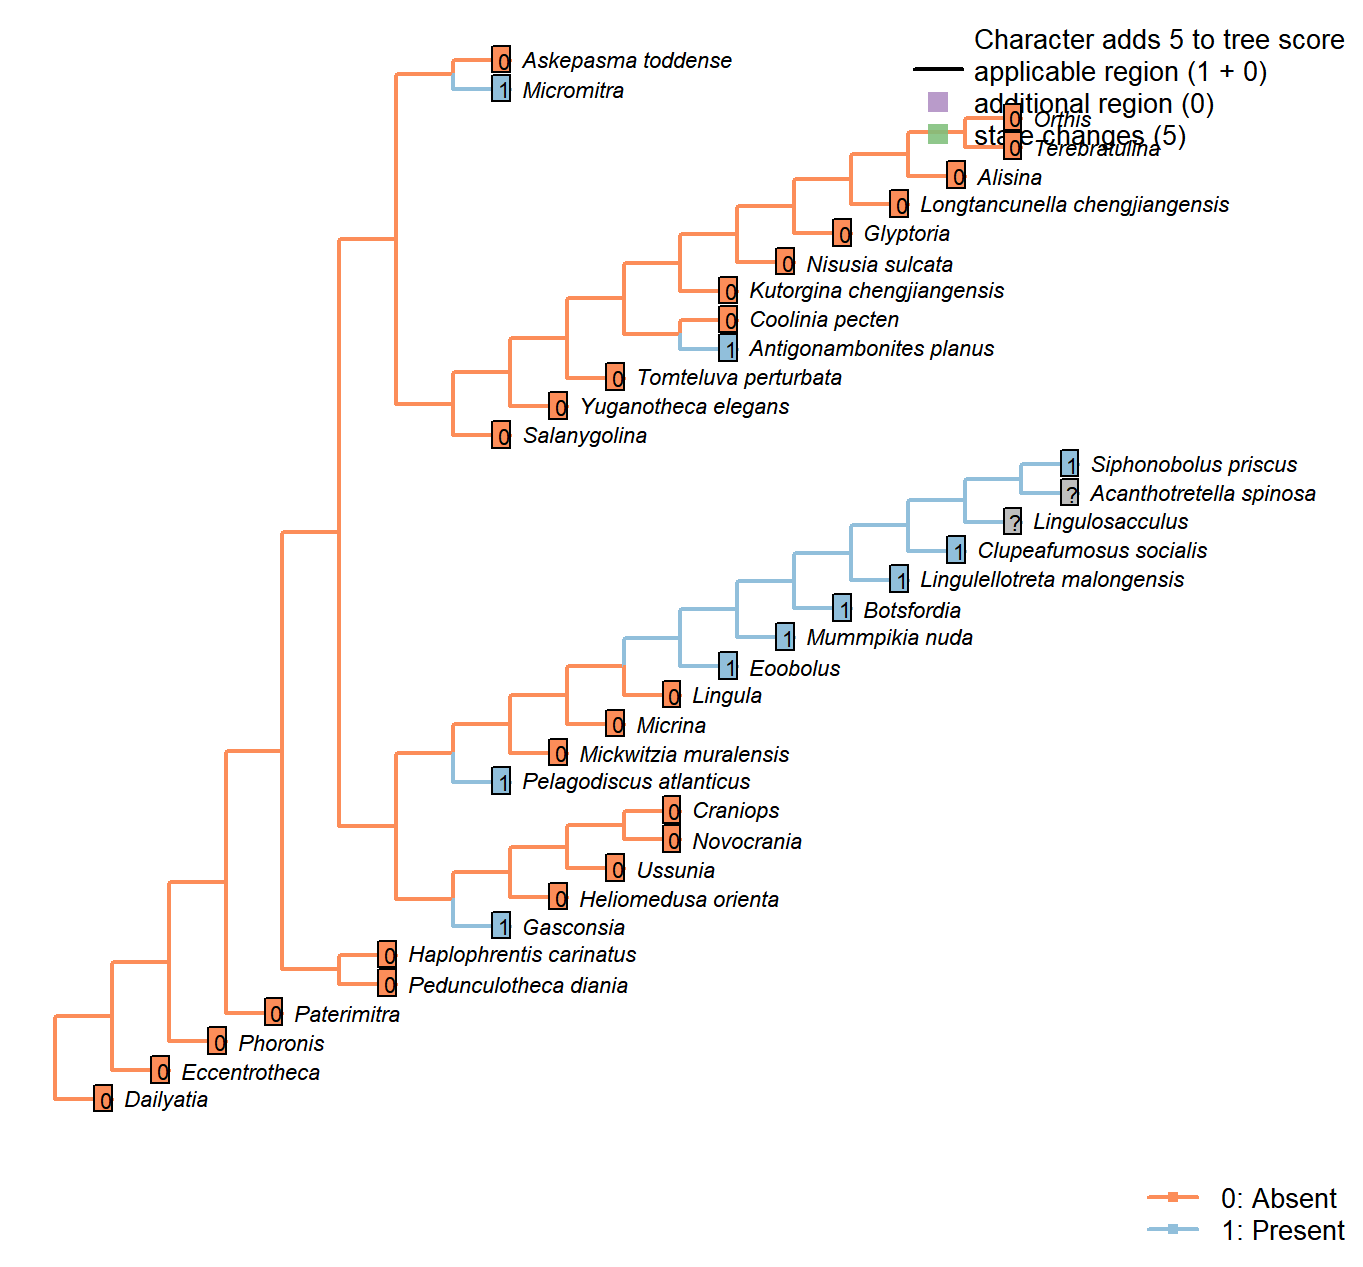 Character adds 5 to tree score
applicable region (1 + 0)
additional region (0)
state changes (5)
0 Askepasma toddense
1 Micromitra
0 Orthis
0 Terebratulina
0 Alisina
0 Longtancunella chengjiangensis
0 Glyptoria
0 Nisusia sulcata
0 Kutorgina chengjiangensis
0 Coolinia pecten
1 Antigonambonites planus
0 Tomteluva perturbata
0 Yuganotheca elegans
0 Salanygolina
1 Siphonobolus priscus
? Acanthotretella spinosa
? Lingulosacculus
1 Clupeafumosus socialis
1 Lingulellotreta malongensis
1 Botsfordia
1 Mummpikia nuda
1 Eoobolus
0 Lingula
0 Micrina
0 Mickwitzia muralensis
1 Pelagodiscus atlanticus
0 Craniops
0 Novocrania
0 Ussunia
0 Heliomedusa orienta
1 Gasconsia
0 Haplophrentis carinatus
0 Pedunculotheca diania
0 Paterimitra
0 Phoronis
0 Eccentrotheca
0 Dailyatia
0: Absent
1: Present